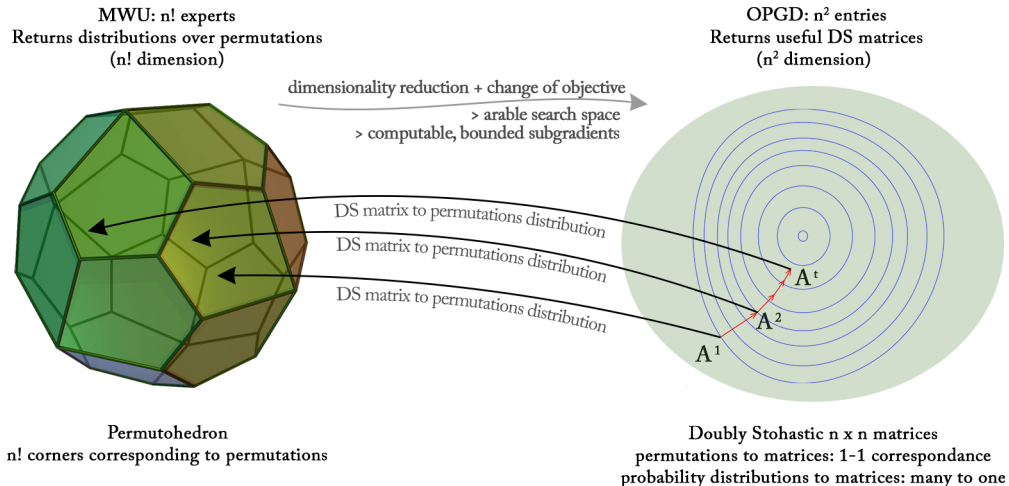 MWU: n! experts
Returns distributions over permutations
(n! dimension)
OPGD: n² entries
Returns useful DS matrices
(n² dimension)
dimensionality reduction + change of objective
> arable search space
> computable, bounded subgradients
DS matrix to permutations distribution
DS matrix to permutations distribution
DS matrix to permutations distribution
Aᵗ
A²
A¹
Permutohedron
n! corners corresponding to permutations
Doubly Stohastic n x n matrices
permutations to matrices: 1-1 correspondance
probability distributions to matrices: many to one